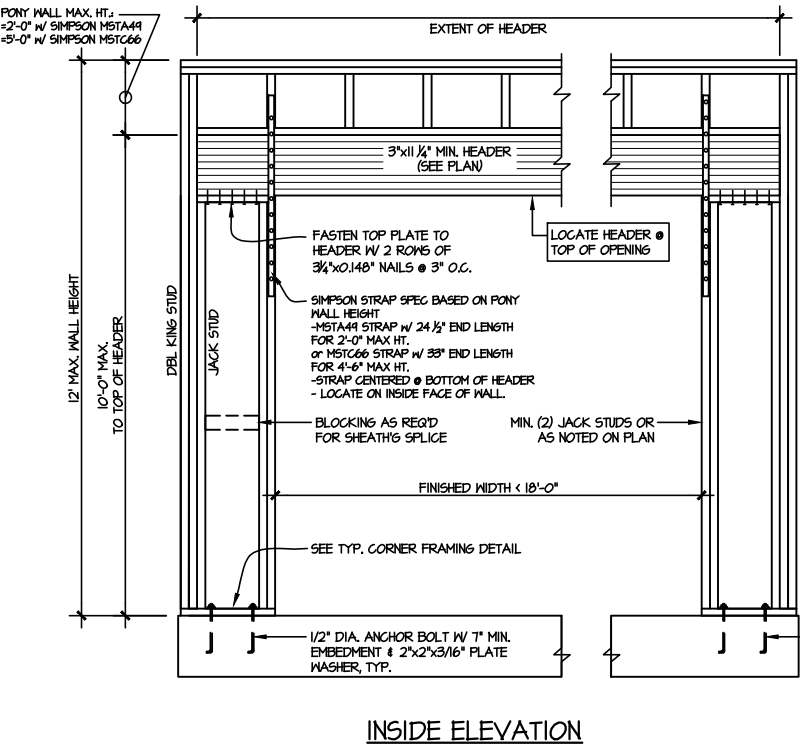 PONY WALL MAX. HT.:
=2'-0" W/ SIMPSON MSTA49
=5'-0" W/ SIMPSON MSTC66
EXTENT OF HEADER
3"x11 1/4" MIN. HEADER
(SEE PLAN)
FASTEN TOP PLATE TO
HEADER W/ 2 ROWS OF
3 1/4"x0.148" NAILS @ 3" O.C.
LOCATE HEADER @
TOP OF OPENING
SIMPSON STRAP SPEC BASED ON PONY
WALL HEIGHT
-MSTA49 STRAP w/ 24 1/2" END LENGTH
FOR 2'-0" MAX HT.
or MSTC66 STRAP w/ 33" END LENGTH
FOR 4'-6" MAX HT.
-STRAP CENTERED @ BOTTOM OF HEADER
- LOCATE ON INSIDE FACE OF WALL.
12' MAX. WALL HEIGHT
10'-0" MAX.
TO TOP OF HEADER
DBL KING STUD
JACK STUD
BLOCKING AS REQ'D
FOR SHEATH'G SPLICE
MIN. (2) JACK STUDS OR
AS NOTED ON PLAN
FINISHED WIDTH < 18'-0"
SEE TYP. CORNER FRAMING DETAIL
1/2" DIA. ANCHOR BOLT W/ 7" MIN.
EMBEDMENT & 2"x2"x3/16" PLATE
WASHER, TYP.
INSIDE ELEVATION